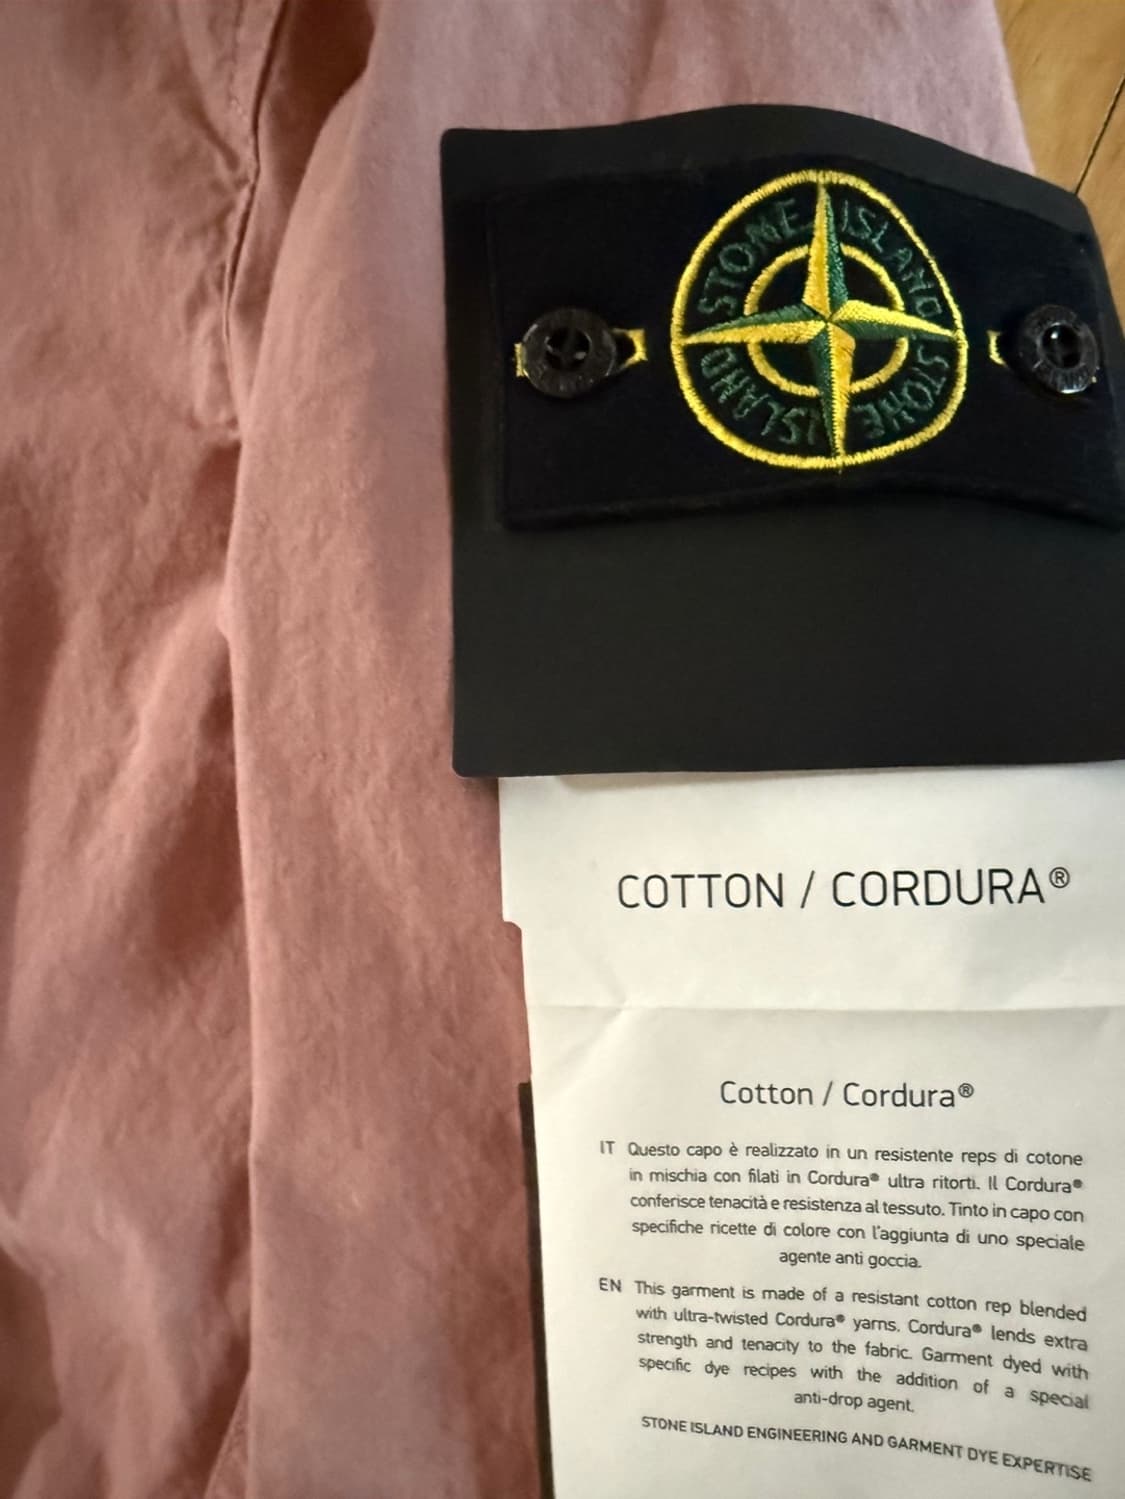 STONE ISLAND
STONE ISLAND
COTTON / CORDURA®
Cotton / Cordura®
IT Questo capo è realizzato in un resistente reps di cotone
in mischia con filati in Cordura® ultra ritorti. Il Cordura®
conferisce tenacità e resistenza al tessuto. Tinto in capo con
specifiche ricette di colore con l'aggiunta di uno speciale
agente anti goccia.
EN This garment is made of a resistant cotton rep blended
with ultra-twisted Cordura® yarns. Cordura® lends extra
strength and tenacity to the fabric. Garment dyed with
specific dye recipes with the addition of a special
anti-drop agent.
STONE ISLAND ENGINEERING AND GARMENT DYE EXPERTISE